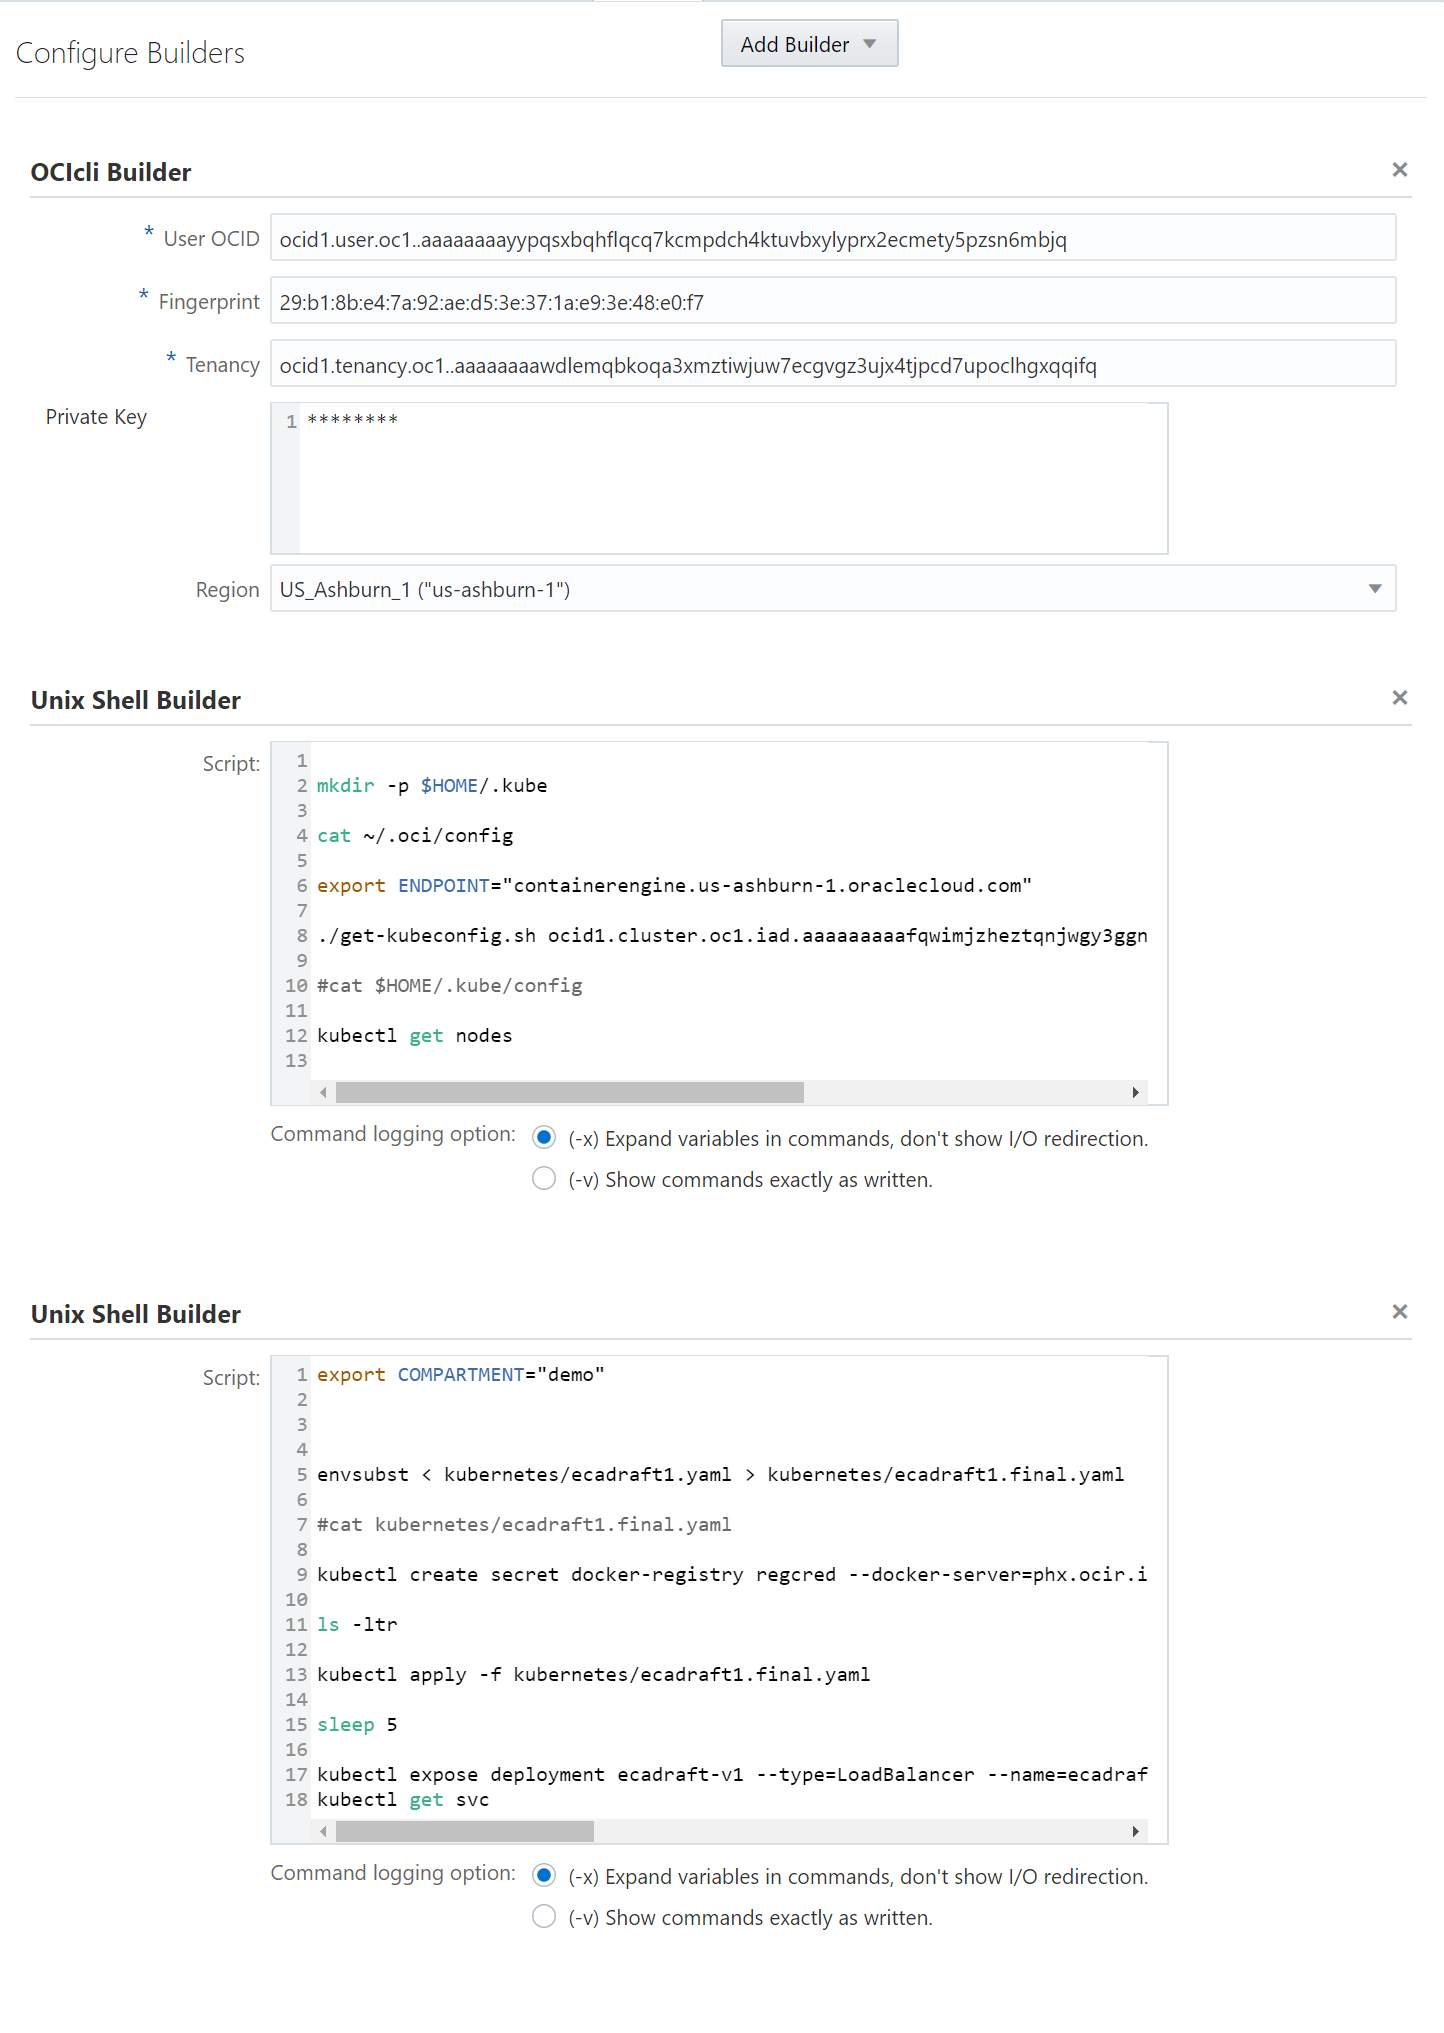 Configure Builders
Add Builder
OCIcli Builder
* User OCID ocid1.user.oc1..aaaaaaaayypqsxbqhflqcq7kcmpdch4ktuvbxylyprx2ecmety5pzsn6mbjq
* Fingerprint 29:b1:8b:e4:7a:92:ae:d5:3e:37:1a:e9:3e:48:e0:f7
* Tenancy ocid1.tenancy.oc1..aaaaaaaawdlemqbkoqa3xmztiwjuw7ecgvgz3ujx4tjpcd7upoclhgxqqifq
Private Key 1 ********
Region US_Ashburn_1 ("us-ashburn-1")
Unix Shell Builder
Script: 1
2 mkdir -p $HOME/.kube
3
4 cat ~/.oci/config
5
6 export ENDPOINT="containerengine.us-ashburn-1.oraclecloud.com"
7
8 ./get-kubeconfig.sh ocid1.cluster.oc1.iad.aaaaaaaaafqwimjzheztqnjwgy3ggn
9
10 #cat $HOME/.kube/config
11
12 kubectl get nodes
13
Command logging option: (-x) Expand variables in commands, don't show I/O redirection.
(-v) Show commands exactly as written.
Unix Shell Builder
Script: 1 export COMPARTMENT="demo"
2
3
4
5 envsubst < kubernetes/ecadraft1.yaml > kubernetes/ecadraft1.final.yaml
6
7 #cat kubernetes/ecadraft1.final.yaml
8
9 kubectl create secret docker-registry regcred --docker-server=phx.ocir.i
10
11 ls -ltr
12
13 kubectl apply -f kubernetes/ecadraft1.final.yaml
14
15 sleep 5
16
17 kubectl expose deployment ecadraft-v1 --type=LoadBalancer --name=ecadraf
18 kubectl get svc
Command logging option: (-x) Expand variables in commands, don't show I/O redirection.
(-v) Show commands exactly as written.